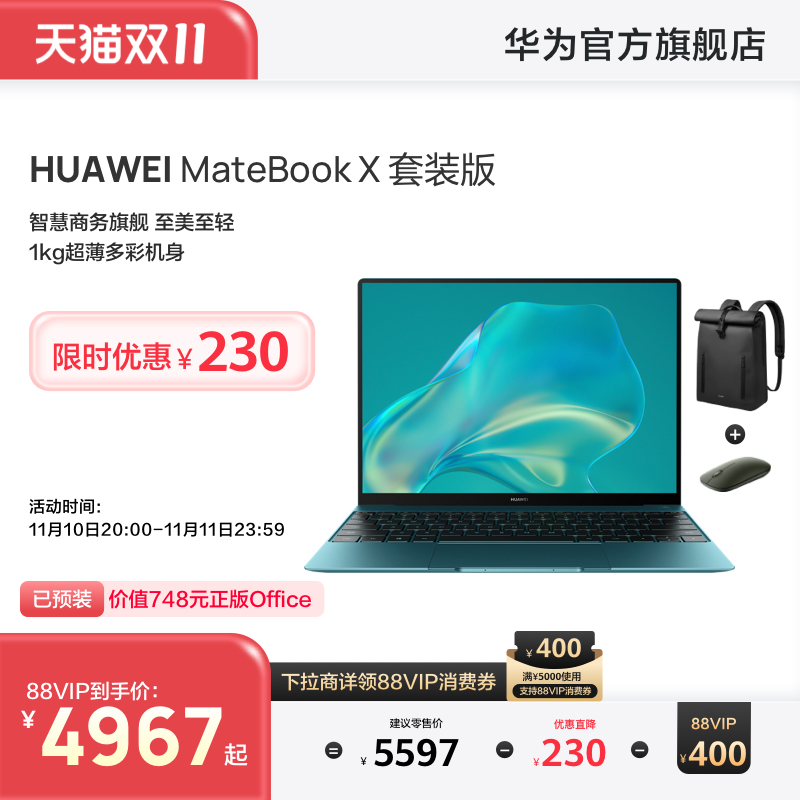 天猫双11
华为官方旗舰店
HUAWEI MateBook X 套装版
智慧商务旗舰 至美至轻
1kg超薄多彩机身
限时优惠 ¥ 230
HUAWEI
+
活动时间：
11月10日20:00-11月11日23:59
已预装 价值748元正版Office
¥ 400
满¥5000使用
支持88VIP消费券
下拉商详领88VIP消费券
88VIP到手价：
¥ 4967 起
建议零售价
优惠直降
88VIP
= ¥ 5597 - ¥ 230 - ¥ 400